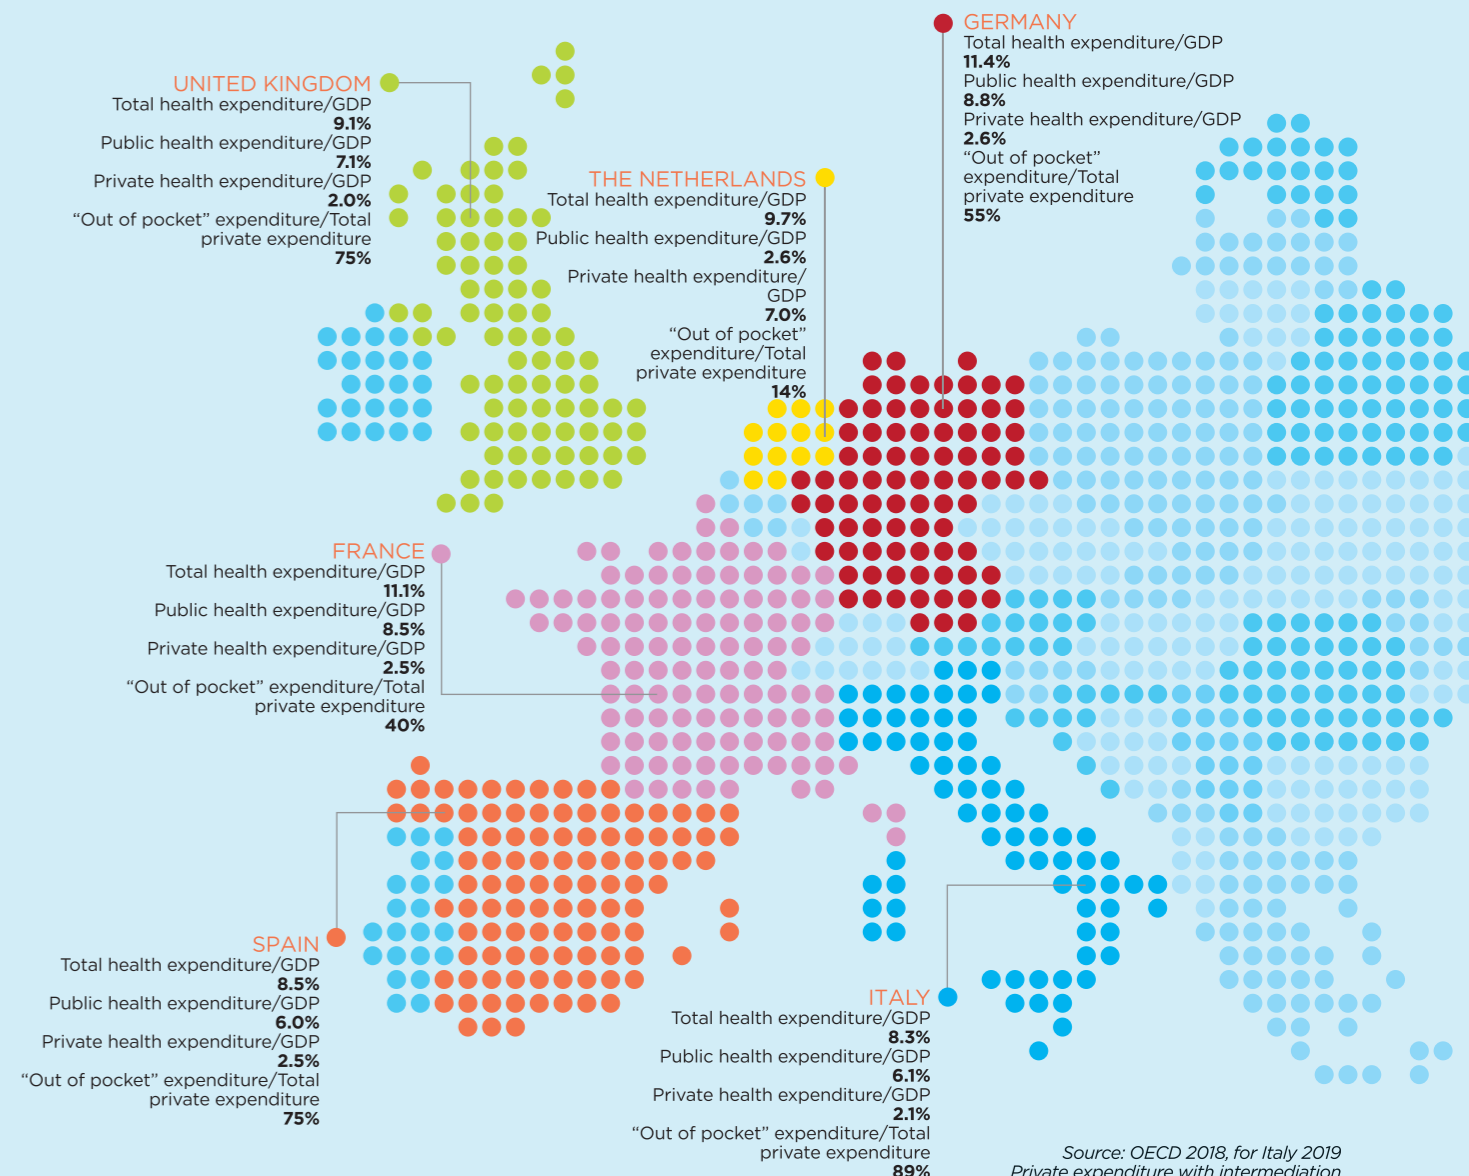 GERMANY
Total health expenditure/GDP
11.4%
Public health expenditure/GDP
8.8%
Private health expenditure/GDP
2.6%
“Out of pocket”
expenditure/Total
private expenditure
55%
UNITED KINGDOM
Total health expenditure/GDP
9.1%
Public health expenditure/GDP
7.1%
Private health expenditure/GDP
2.0%
“Out of pocket” expenditure/Total
private expenditure
75%
THE NETHERLANDS
Total health expenditure/GDP
9.7%
Public health expenditure/GDP
2.6%
Private health expenditure/
GDP
7.0%
“Out of pocket”
expenditure/Total
private expenditure
14%
FRANCE
Total health expenditure/GDP
11.1%
Public health expenditure/GDP
8.5%
Private health expenditure/GDP
2.5%
“Out of pocket” expenditure/Total
private expenditure
40%
SPAIN
Total health expenditure/GDP
8.5%
Public health expenditure/GDP
6.0%
Private health expenditure/GDP
2.5%
“Out of pocket” expenditure/Total
private expenditure
75%
ITALY
Total health expenditure/GDP
8.3%
Public health expenditure/GDP
6.1%
Private health expenditure/GDP
2.1%
“Out of pocket” expenditure/Total
private expenditure
89%
Source: OECD 2018, for Italy 2019
Private expenditure with intermediation